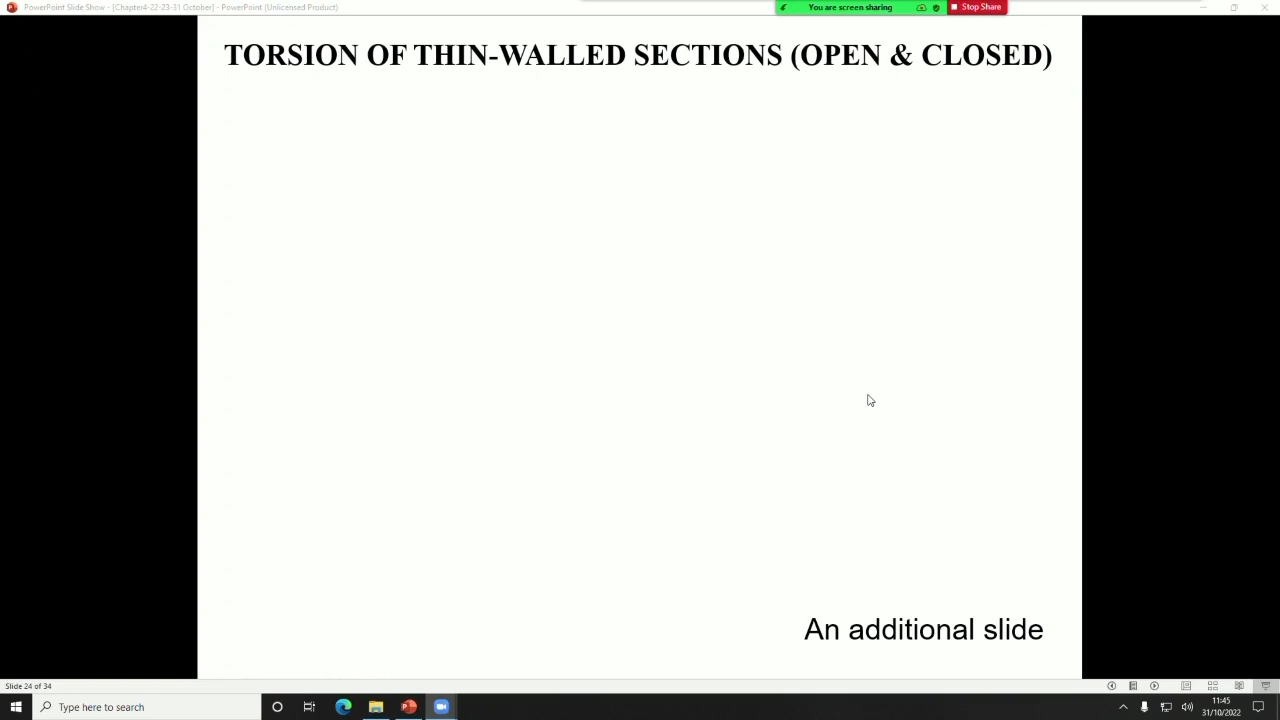 PowerPoint Slide Show - [Chapter4-22-23-31 October] - PowerPoint (Unlicensed Product)
You are screen sharing
Stop Share
TORSION OF THIN-WALLED SECTIONS (OPEN & CLOSED)
An additional slide
Slide 24 of 34
Type here to search
11:45
31/10/2022